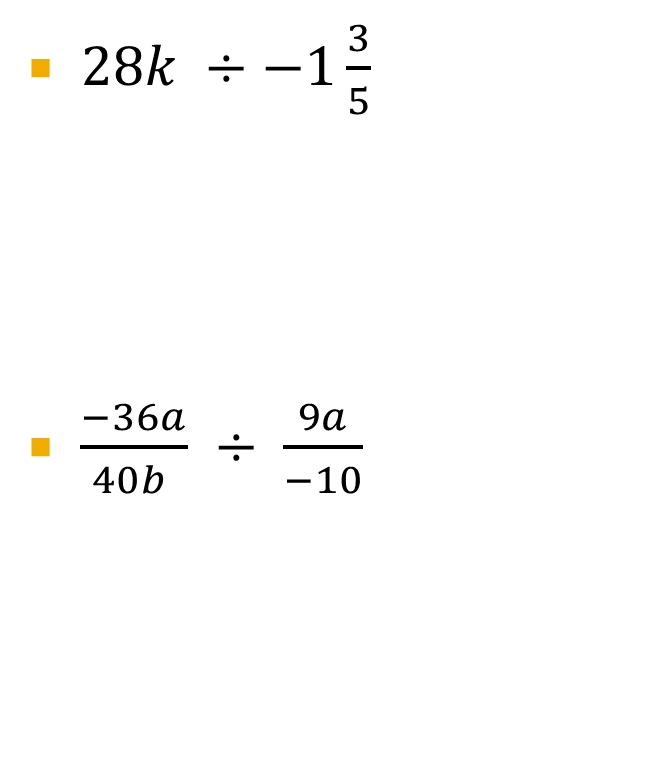 ▪ 28k ÷ −1 3/5
▪ −36a/40b ÷ 9a/−10